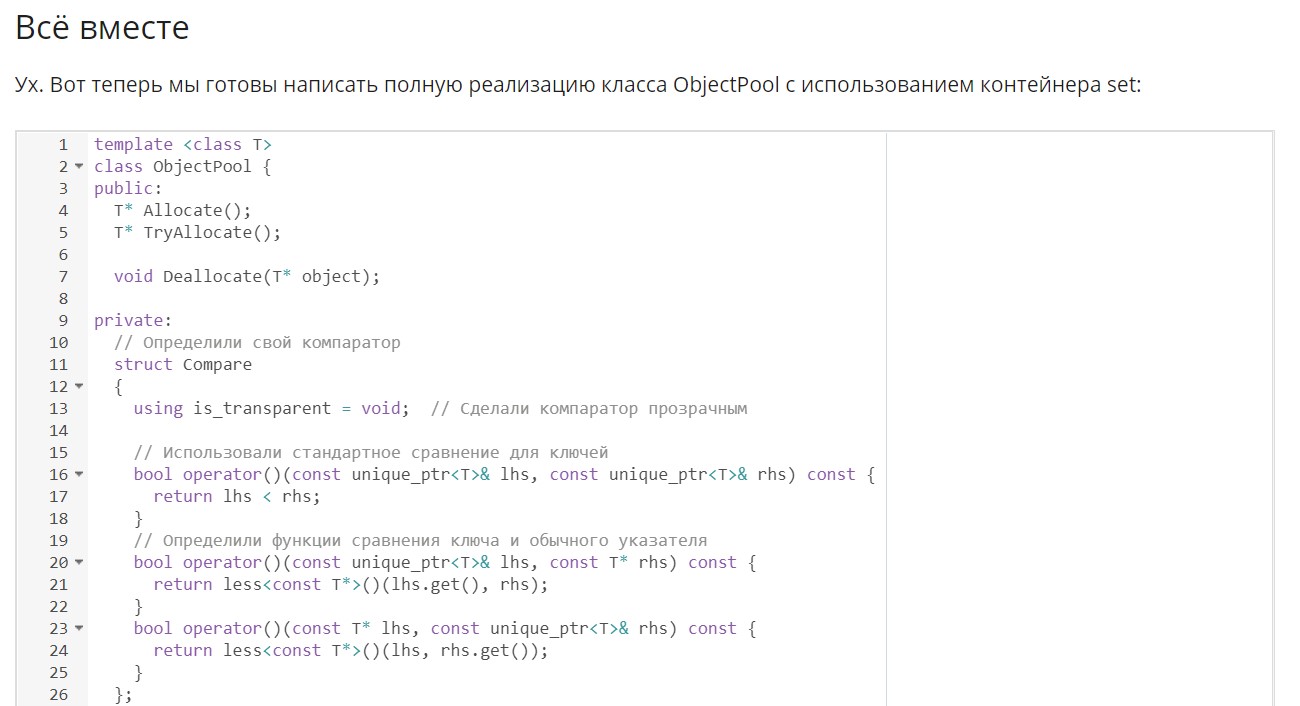 Всё вместе
Ух. Вот теперь мы готовы написать полную реализацию класса ObjectPool с использованием контейнера set:
1 template <class T>
2 class ObjectPool {
3 public:
4   T* Allocate();
5   T* TryAllocate();
6
7   void Deallocate(T* object);
8
9 private:
10   // Определили свой компаратор
11   struct Compare
12   {
13     using is_transparent = void;  // Сделали компаратор прозрачным
14
15     // Использовали стандартное сравнение для ключей
16     bool operator()(const unique_ptr<T>& lhs, const unique_ptr<T>& rhs) const {
17       return lhs < rhs;
18     }
19     // Определили функции сравнения ключа и обычного указателя
20     bool operator()(const unique_ptr<T>& lhs, const T* rhs) const {
21       return less<const T*>()(lhs.get(), rhs);
22     }
23     bool operator()(const T* lhs, const unique_ptr<T>& rhs) const {
24       return less<const T*>()(lhs, rhs.get());
25     }
26   };